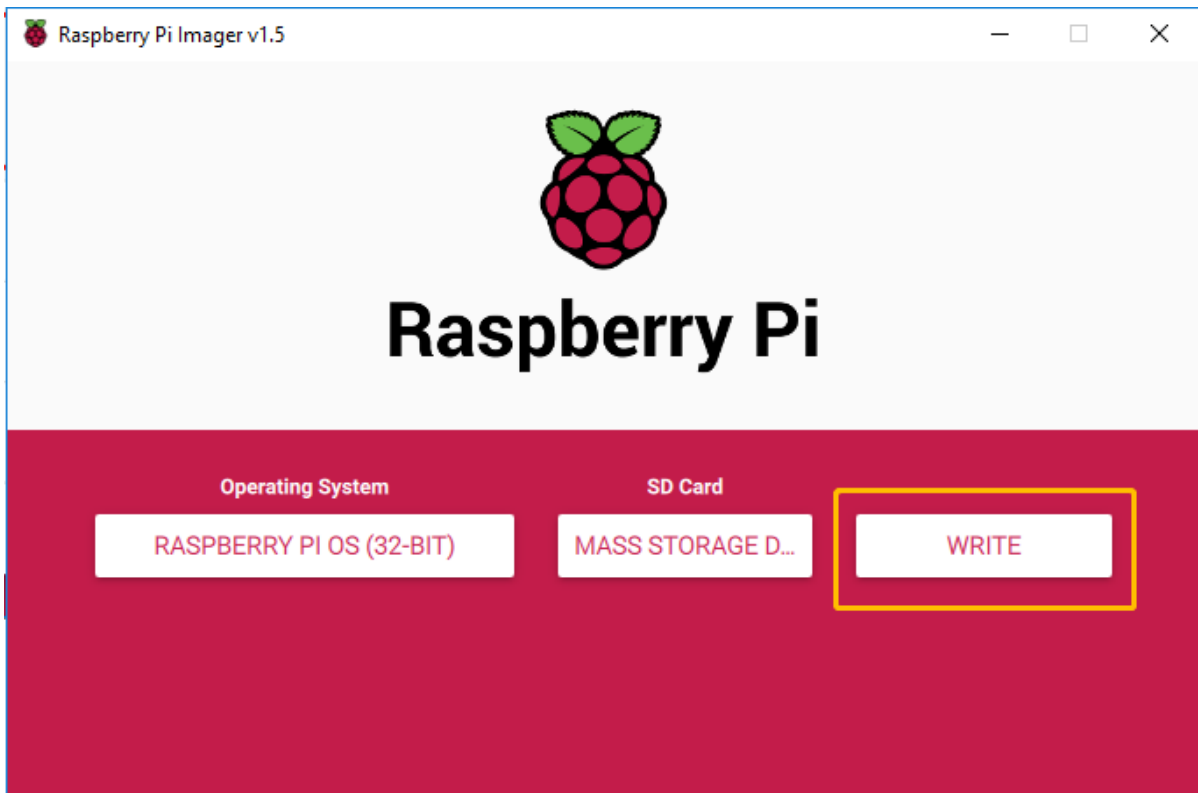 Raspberry Pi Imager v1.5
Raspberry Pi
Operating System
SD Card
RASPBERRY PI OS (32-BIT)
MASS STORAGE D...
WRITE